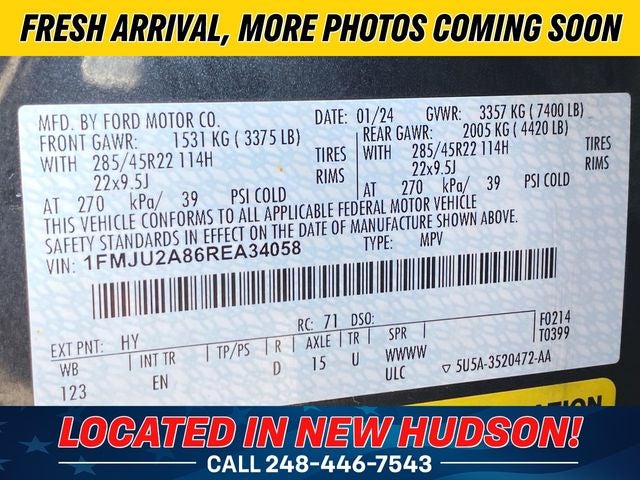 FRESH ARRIVAL, MORE PHOTOS COMING SOON
MFD. BY FORD MOTOR CO. DATE: 01/24 GVWR: 3357 KG (7400 LB)
FRONT GAWR: 1531 KG (3375 LB) REAR GAWR: 2005 KG (4420 LB)
WITH 285/45R22 114H TIRES WITH 285/45R22 114H TIRES
22x9.5J RIMS 22x9.5J RIMS
AT 270 kPa/ 39 PSI COLD AT 270 kPa/ 39 PSI COLD
THIS VEHICLE CONFORMS TO ALL APPLICABLE FEDERAL MOTOR VEHICLE
SAFETY STANDARDS IN EFFECT ON THE DATE OF MANUFACTURE SHOWN ABOVE.
VIN: 1FMJU2A86REA34058 TYPE: MPV
F0214
T0399
EXT PNT: HY RC: 71 DSO:
WB INT TR TP/PS R AXLE TR SPR
123 EN D 15 U WWWW
ULC ▽ 5U5A-3520472-AA
LOCATED IN NEW HUDSON!
CALL 248-446-7543